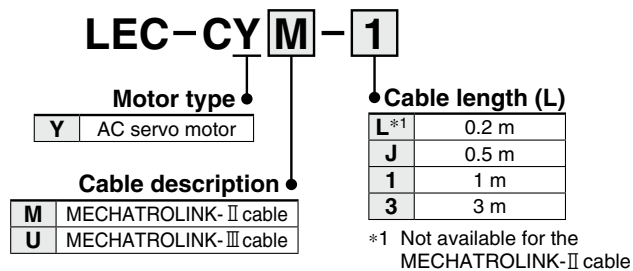 LEC-CYM-1
Motor type
Y AC servo motor
Cable description
M MECHATROLINK-Ⅱ cable
U MECHATROLINK-Ⅲ cable
Cable length (L)
L*1 0.2 m
J 0.5 m
1 1 m
3 3 m
*1 Not available for the
MECHATROLINK-Ⅱ cable